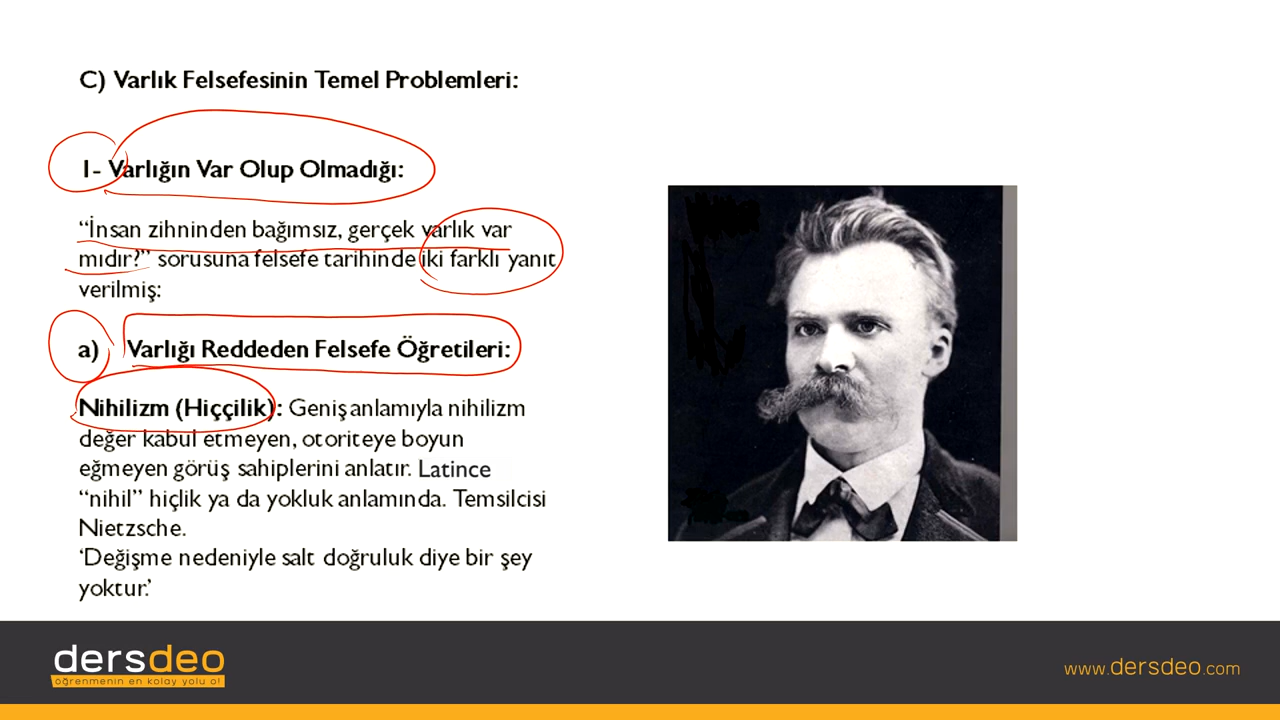 C) Varlık Felsefesinin Temel Problemleri:
1- Varlığın Var Olup Olmadığı:
“İnsan zihninden bağımsız, gerçek varlık var
mıdır?” sorusuna felsefe tarihinde iki farklı yanıt
verilmiş:
a) Varlığı Reddeden Felsefe Öğretileri:
Nihilizm (Hiççilik): Geniş anlamıyla nihilizm
değer kabul etmeyen, otoriteye boyun
eğmeyen görüş sahiplerini anlatır. Latince
“nihil” hiçlik ya da yokluk anlamında. Temsilcisi
Nietzsche.
‘Değişme nedeniyle salt doğruluk diye bir şey
yoktur.’
dersdeo
öğrenmenin en kolay yolu o!
www.dersdeo.com